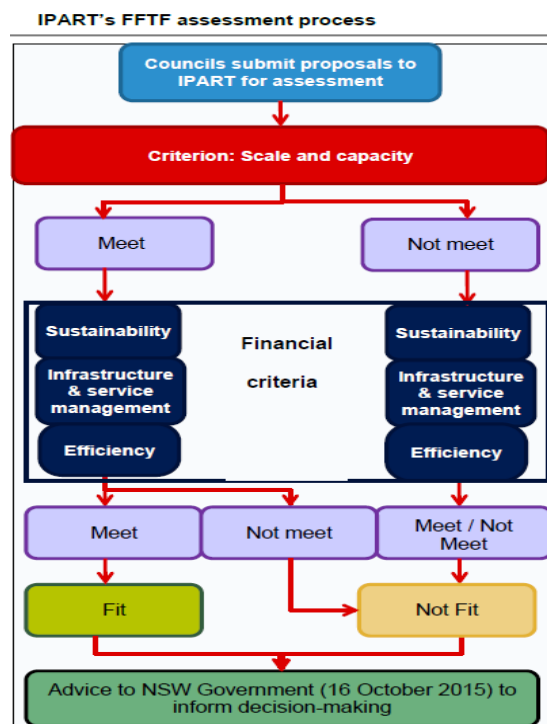 IPART's FFTF assessment process
Councils submit proposals to
IPART for assessment
Criterion: Scale and capacity
Meet
Not meet
Sustainability
Infrastructure
& service
management
Efficiency
Financial
criteria
Sustainability
Infrastructure
& service
management
Efficiency
Meet
Not meet
Meet / Not
Meet
Fit
Not Fit
Advice to NSW Government (16 October 2015) to
inform decision-making